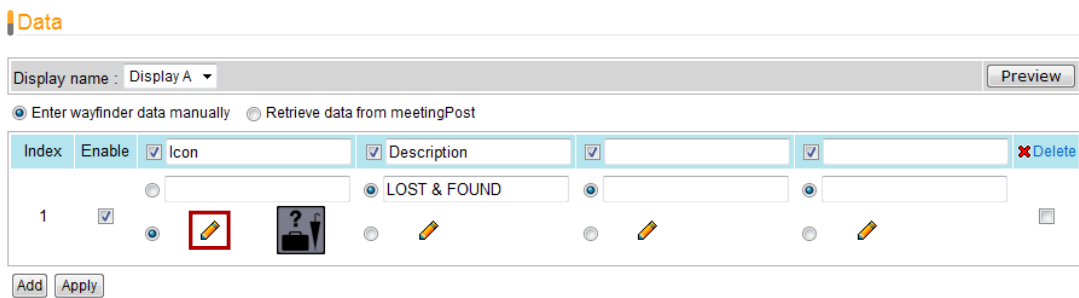 Data
Display name : Display A Preview
Enter wayfinder data manually Retrieve data from meetingPost
Index Enable Icon Description Delete
LOST & FOUND
1 ?
Add Apply